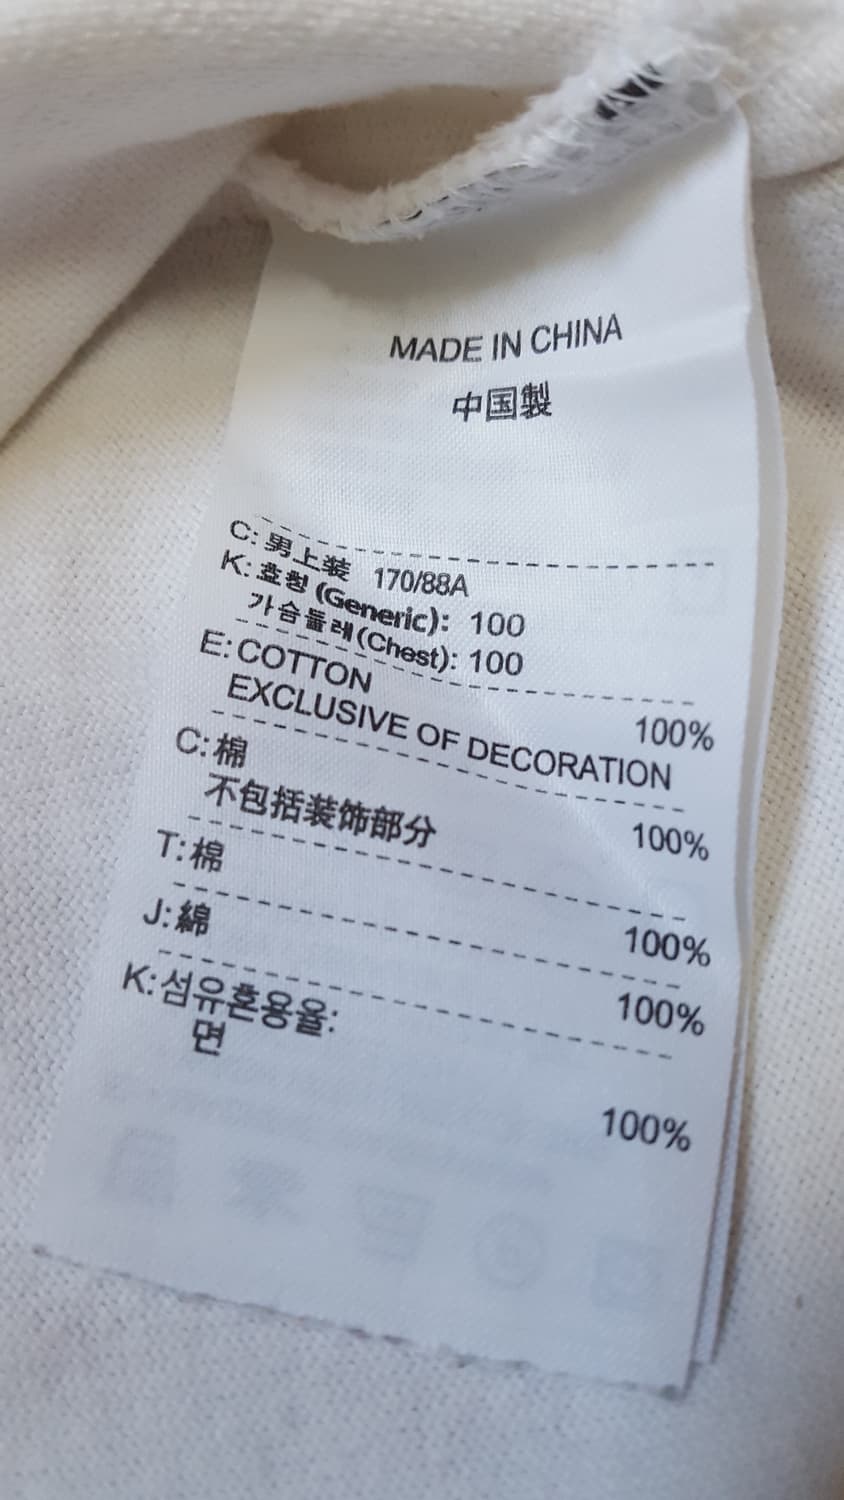 MADE IN CHINA
中国製
C: 男上装 170/88A
K: 호칭 (Generic): 100
가슴둘레(Chest): 100
E: COTTON 100%
EXCLUSIVE OF DECORATION
C: 棉 100%
不包括装饰部分
T: 棉 100%
J: 綿 100%
K: 섬유혼용율:
면 100%